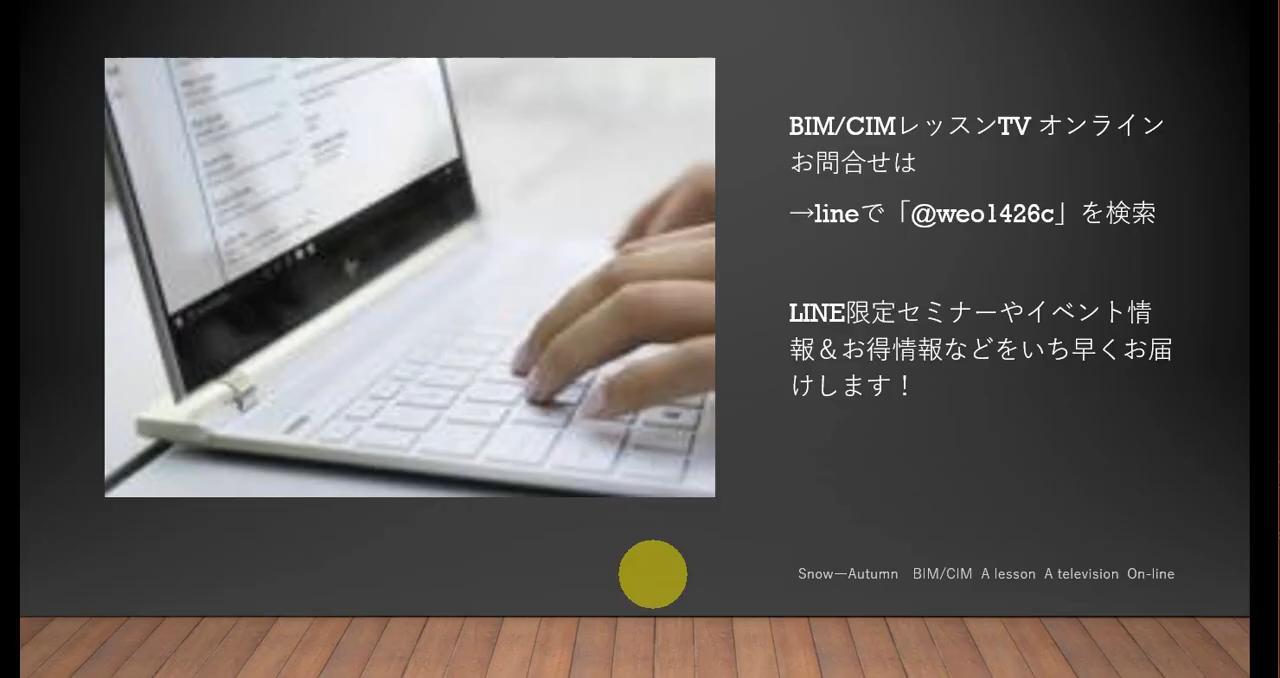 BIM/CIMレッスンTV オンライン
お問合せは
→lineで「@weo1426c」を検索
LINE限定セミナーやイベント情
報＆お得情報などをいち早くお届
けします！
Snow―Autumn　BIM/CIM A lesson A television On-line